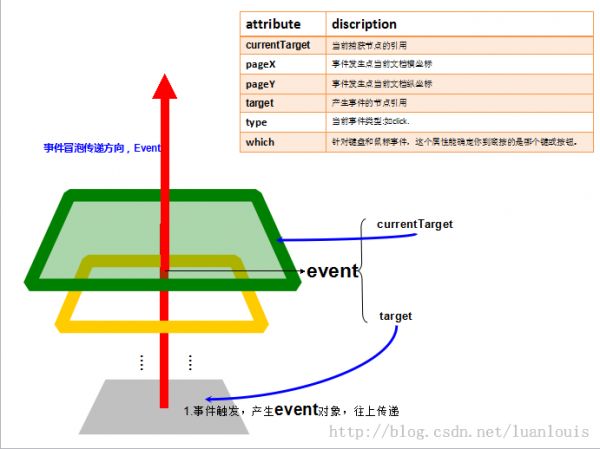 attribute discription
currentTarget 当前捕获节点的引用
pageX 事件发生点当前文档横坐标
pageY 事件发生点当前文档纵坐标
target 产生事件的节点引用
type 当前事件类型:如click.
which 针对键盘和鼠标事件，这个属性能确定你到底按的是哪个键或按钮。
事件冒泡传递方向，Event
currentTarget
event
target
1.事件触发，产生event对象，往上传递
http://blog.csdn.net/luanlouis